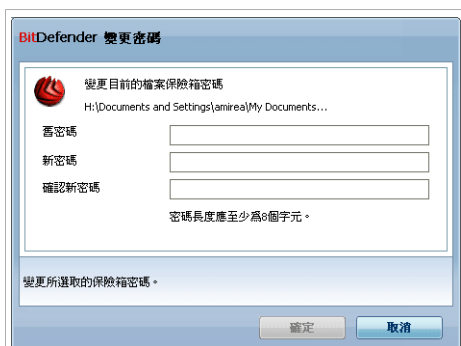 BitDefender 變更密碼
變更目前的檔案保險箱密碼
H:\Documents and Settings\amirea\My Documents...
舊密碼
新密碼
確認新密碼
密碼長度應至少爲8個字元。
變更所選取的保險箱密碼。
確定 取消